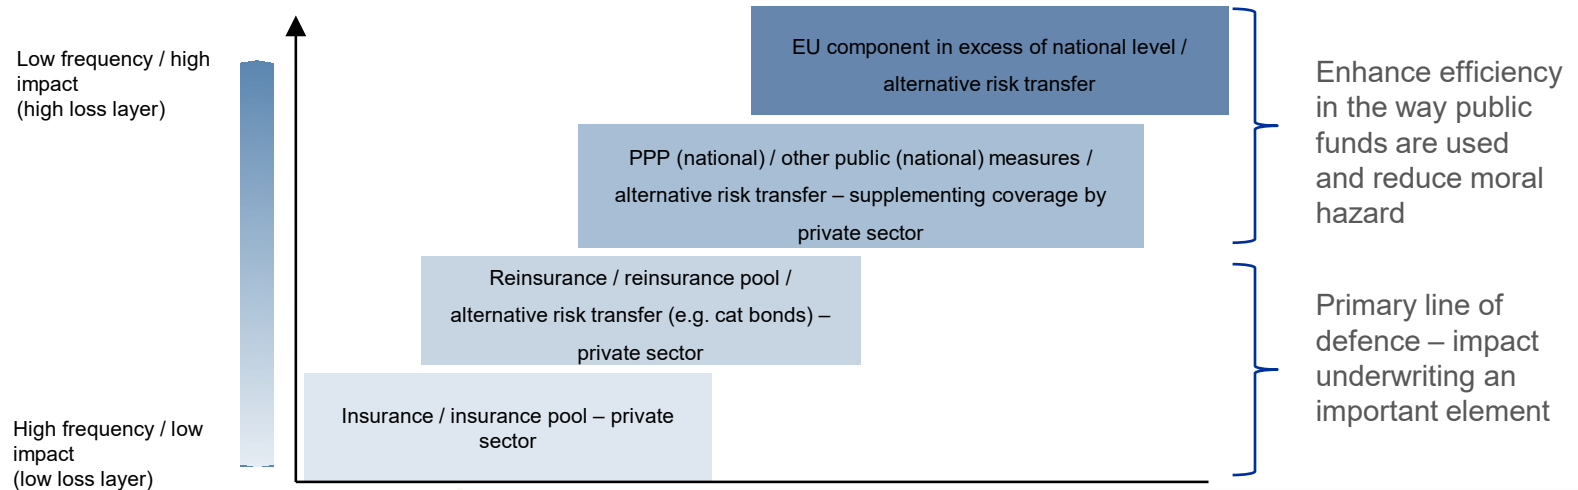 Low frequency / high
impact
(high loss layer)
EU component in excess of national level /
alternative risk transfer
Enhance efficiency
in the way public
funds are used
and reduce moral
hazard
PPP (national) / other public (national) measures /
alternative risk transfer – supplementing coverage by
private sector
Reinsurance / reinsurance pool /
alternative risk transfer (e.g. cat bonds) –
private sector
Primary line of
defence – impact
underwriting an
important element
Insurance / insurance pool – private
sector
High frequency / low
impact
(low loss layer)